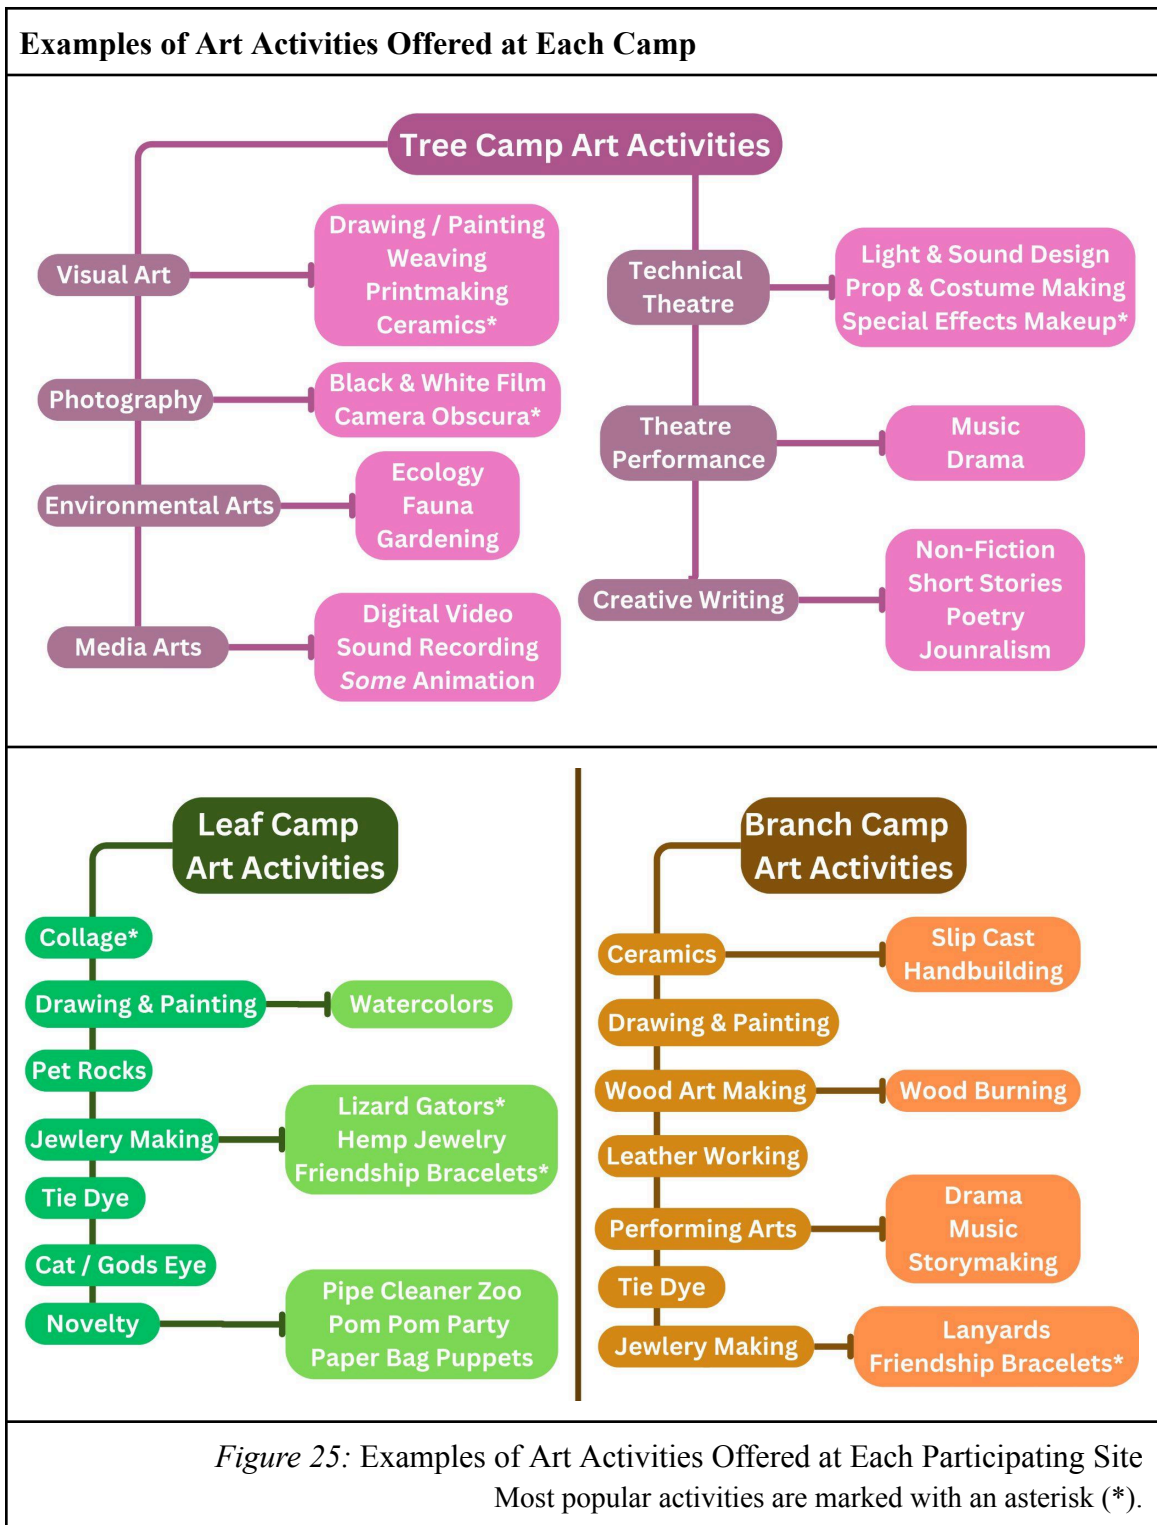 Examples of Art Activities Offered at Each Camp
Tree Camp Art Activities
Visual Art
Drawing / Painting
Weaving
Printmaking
Ceramics*
Photography
Black & White Film
Camera Obscura*
Environmental Arts
Ecology
Fauna
Gardening
Media Arts
Digital Video
Sound Recording
Some Animation
Technical
Theatre
Light & Sound Design
Prop & Costume Making
Special Effects Makeup*
Theatre
Performance
Music
Drama
Creative Writing
Non-Fiction
Short Stories
Poetry
Jounralism
Leaf Camp
Art Activities
Collage*
Drawing & Painting
Watercolors
Pet Rocks
Jewlery Making
Lizard Gators*
Hemp Jewelry
Friendship Bracelets*
Tie Dye
Cat / Gods Eye
Novelty
Pipe Cleaner Zoo
Pom Pom Party
Paper Bag Puppets
Branch Camp
Art Activities
Ceramics
Slip Cast
Handbuilding
Drawing & Painting
Wood Art Making
Wood Burning
Leather Working
Performing Arts
Drama
Music
Storymaking
Tie Dye
Jewlery Making
Lanyards
Friendship Bracelets*
Figure 25: Examples of Art Activities Offered at Each Participating Site
Most popular activities are marked with an asterisk (*).